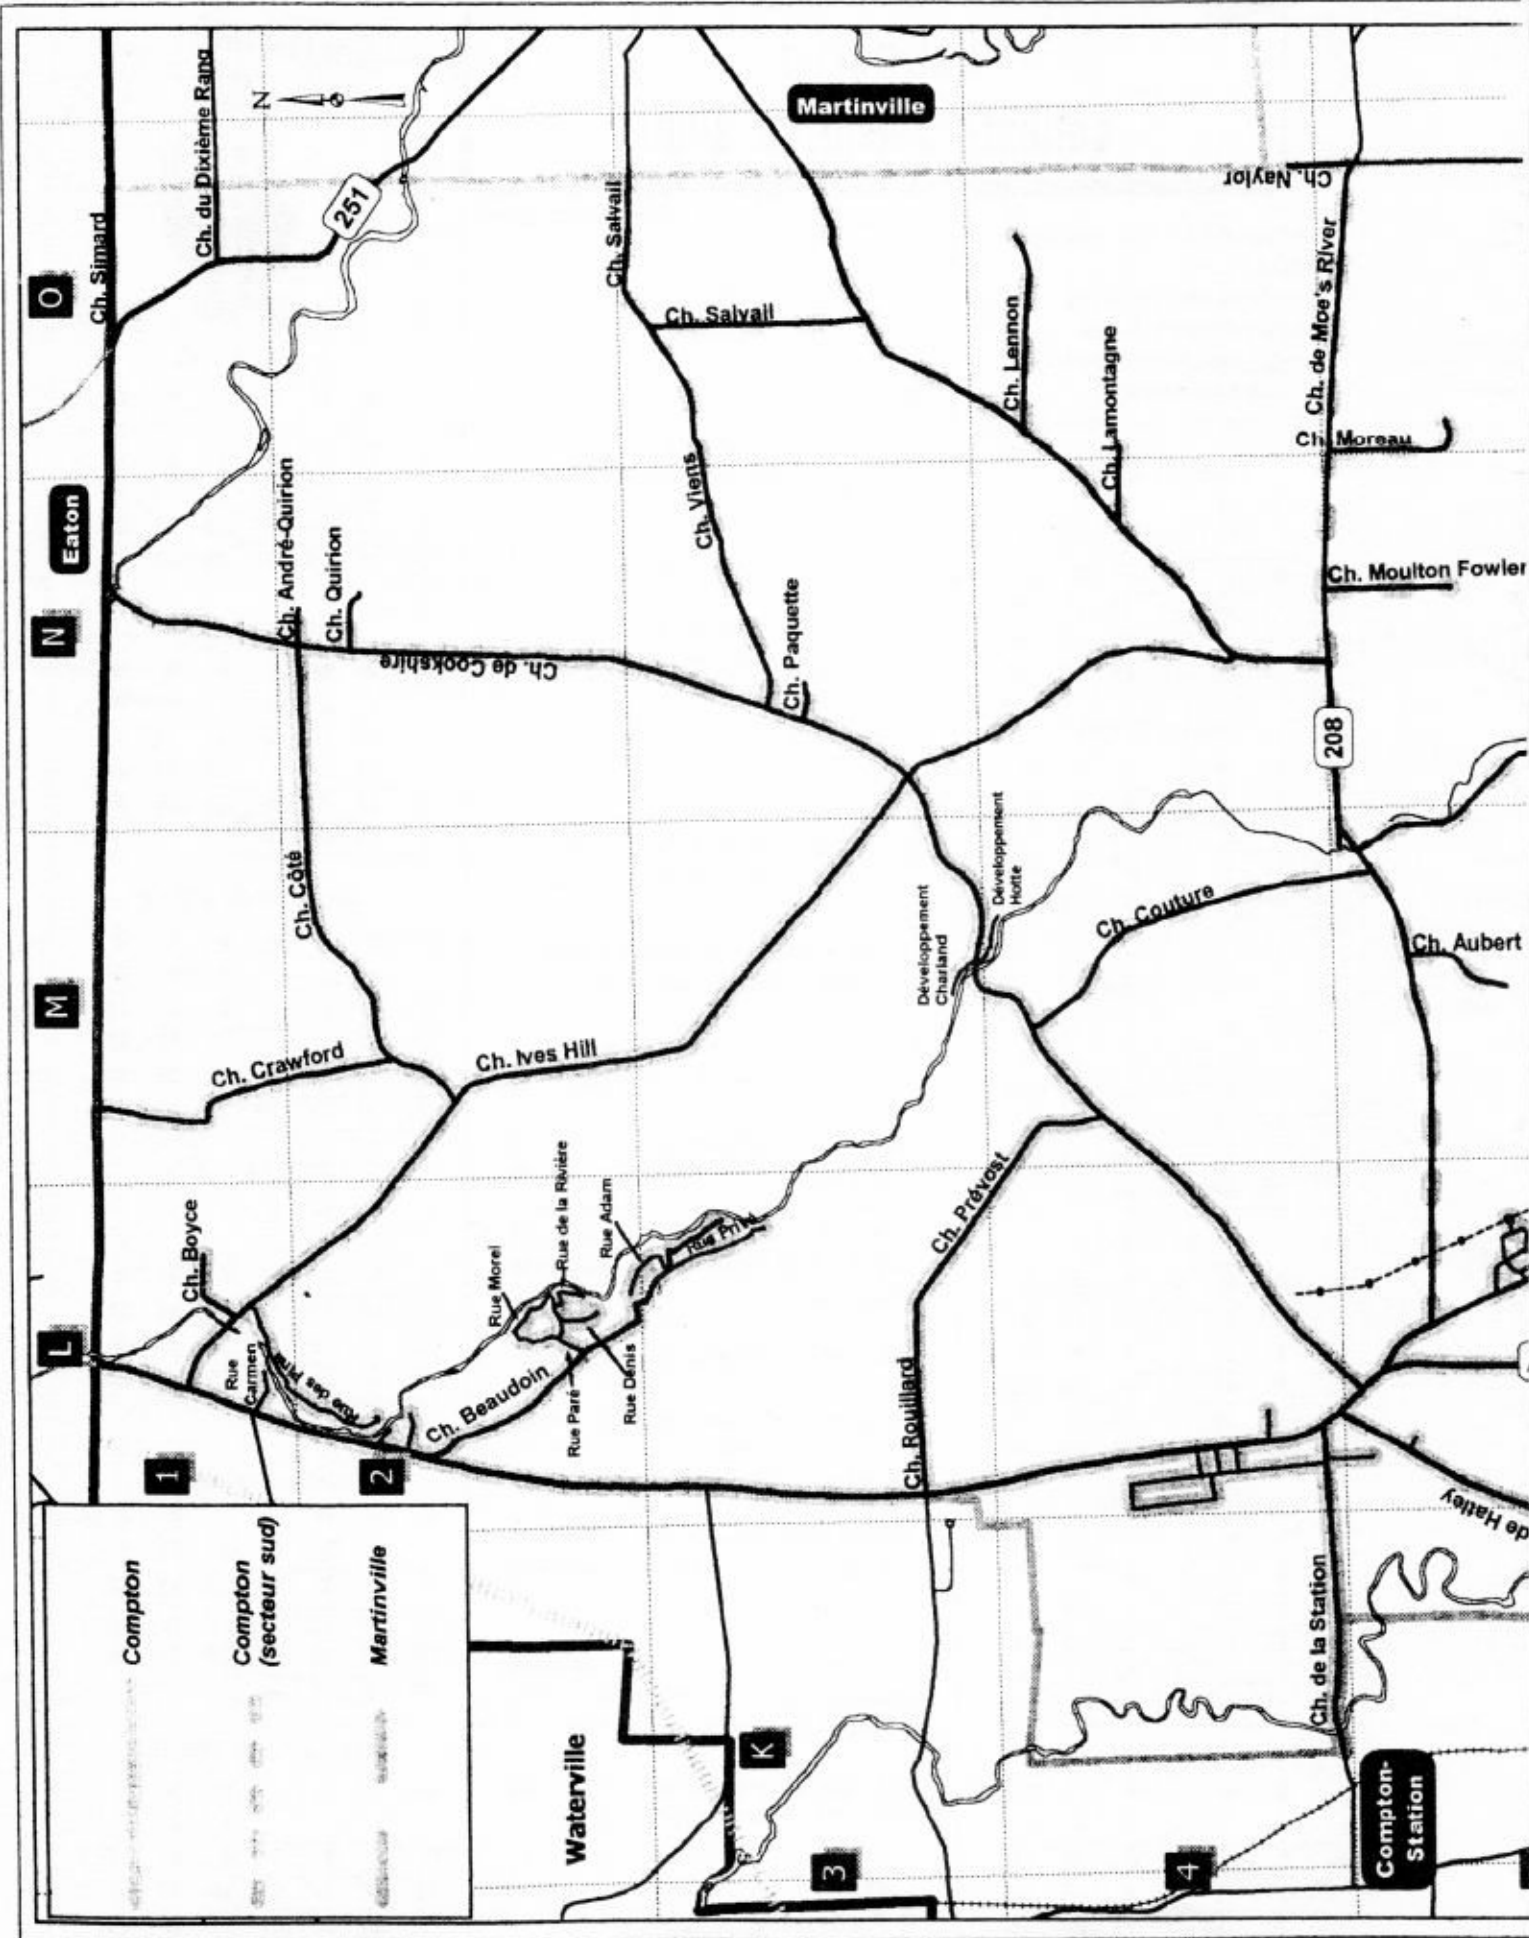 O
Ch. Simard
Ch. du Dixième Rang
N
251
Martinville
Ch. Salvail
Ch. Naylor
Eaton
N
Ch. André-Quirion
Ch. Quirion
Ch. de Cookshire
Ch. Salvail
Ch. Viens
Ch. Paquette
Ch. Lennon
Ch. Lamontagne
Ch. de Moe's River
Ch. Moreau
Ch. Moulton Fowler
208
M
Ch. Côté
Ch. Crawford
Ch. Ives Hill
Développement
Charland
Développement
Hotte
Ch. Couture
Ch. Aubert
L
Ch. Boyce
Rue
Carmen
Rue des Pins
Rue Morel
Rue de la Rivière
Rue Adam
Rue Privé
Ch. Beaudoin
Rue Paré
Rue Denis
Ch. Prévost
Ch. Rouillard
1
2
de Hatley
Ch. de la Station
Compton
Compton
(secteur sud)
Martinville
Waterville
K
3
4
Compton-
Station